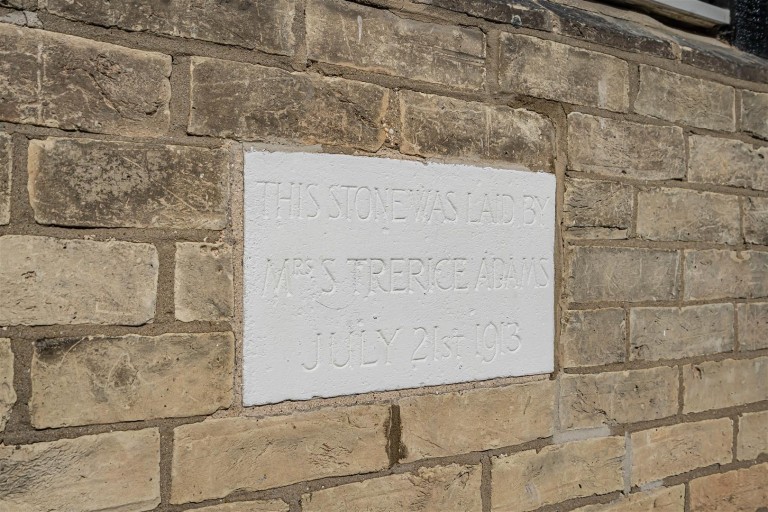 THIS STONE WAS LAID BY
MRS S TRERICE ADAMS
JULY 21st 1913